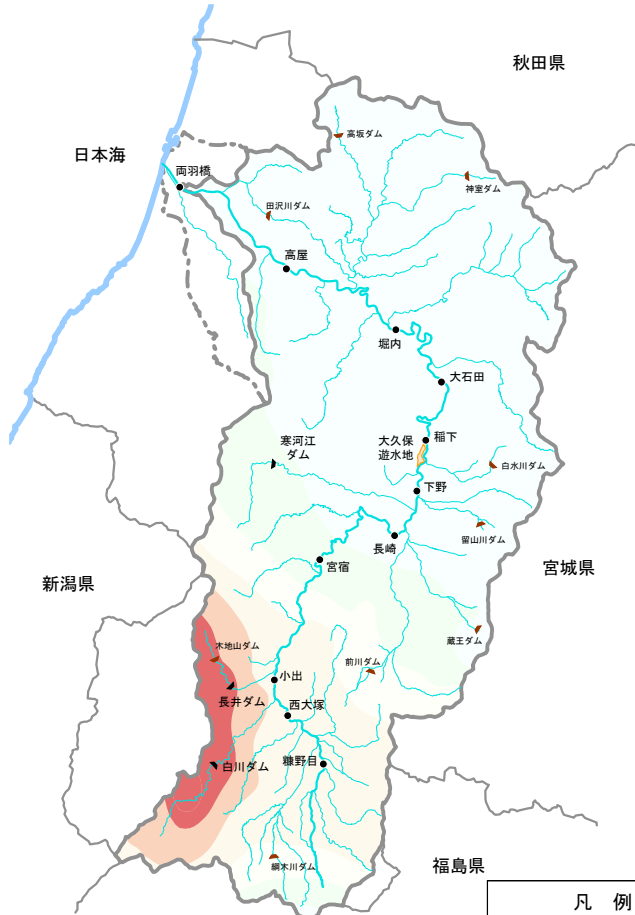 秋田県
高坂ダム
日本海
両羽橋
神室ダム
田沢川ダム
高屋
堀内
大石田
寒河江
ダム
大久保
遊水地
稲下
白水川ダム
下野
留山川ダム
長崎
宮宿
宮城県
新潟県
蔵王ダム
木地山ダム
前川ダム
小出
長井ダム
西大塚
白川ダム
糠野目
綱木川ダム
福島県
凡 例